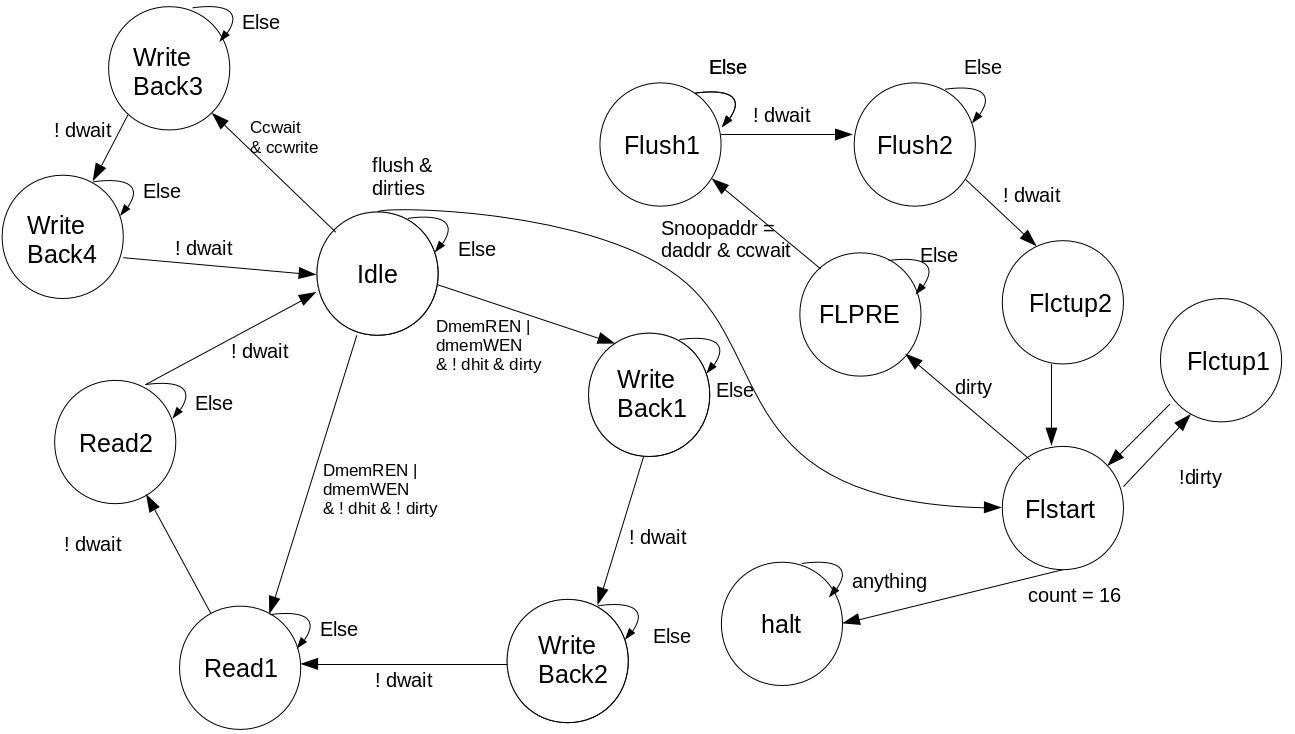 Else
Write
Back3
Ccwait
& ccwrite
! dwait
Else
Write
Back4
! dwait
flush &
dirties
Else
Idle
DmemREN |
dmemWEN
& ! dhit & dirty
! dwait
Else
Read2
DmemREN |
dmemWEN
& ! dhit & ! dirty
! dwait
Else
Read1
! dwait
Else
Write
Back2
! dwait
Else
Write
Back1
Else
Flush1
! dwait
Else
Flush2
! dwait
Snoopaddr =
daddr & ccwait
Else
FLPRE
Flctup2
Flctup1
dirty
!dirty
Flstart
count = 16
anything
halt